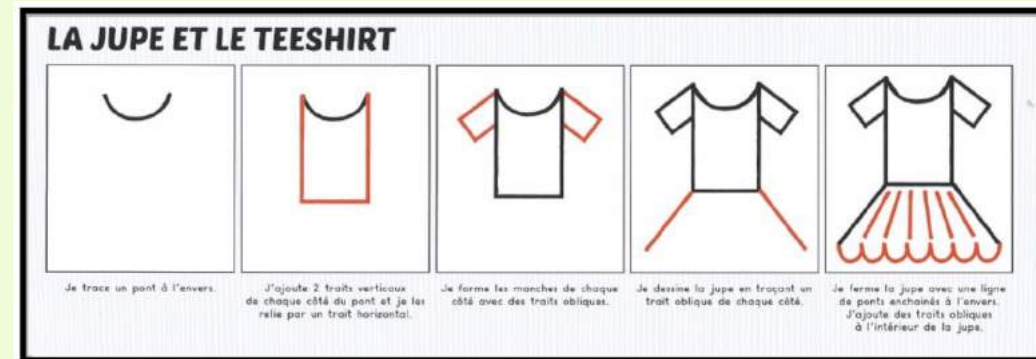 LA JUPE ET LE TEESHIRT
Je trace un pont à l'envers.
J'ajoute 2 traits verticaux
de chaque côté du pont et je les
relie par un trait horizontal.
Je forme les manches de chaque
côté avec des traits obliques.
Je dessine la jupe en traçant un
trait oblique de chaque côté.
Je ferme la jupe avec une ligne
de ponts enchaînés à l'envers.
J'ajoute des traits obliques
à l'intérieur de la jupe.